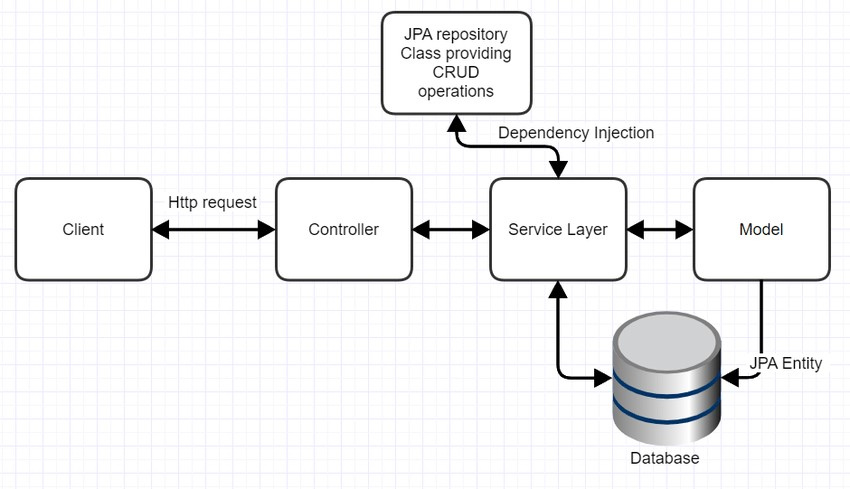 JPA repository
Class providing
CRUD
operations
Dependency Injection
Http request
Client
Controller
Service Layer
Model
JPA Entity
Database